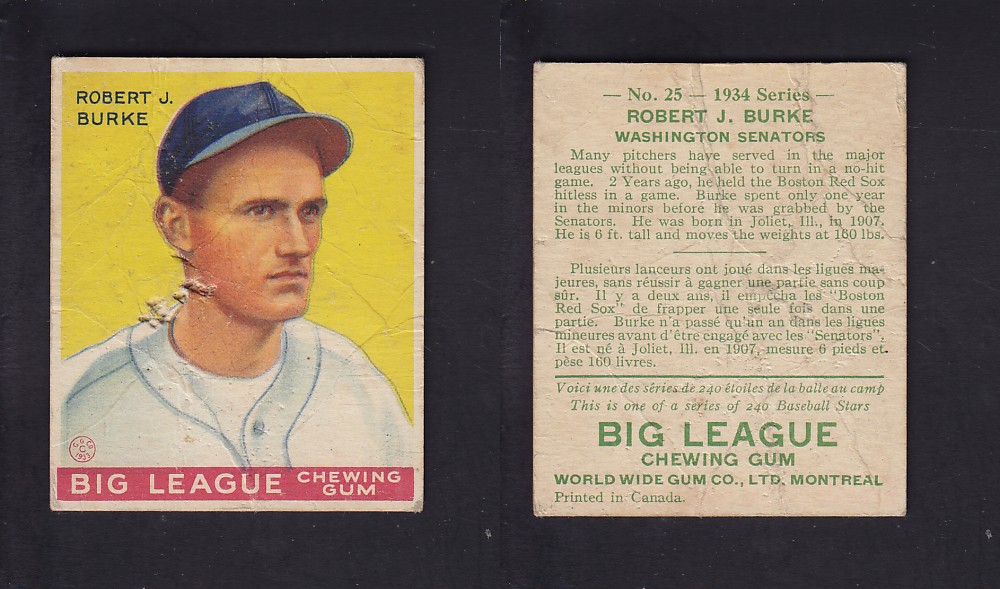 ROBERT J.
BURKE
G.G.Co.
C
1933
BIG LEAGUE CHEWING
GUM
— No. 25 — 1934 Series —
ROBERT J. BURKE
WASHINGTON SENATORS
Many pitchers have served in the major
leagues without being able to turn in a no-hit
game. 2 Years ago, he held the Boston Red Sox
hitless in a game. Burke spent only one year
in the minors before he was grabbed by the
Senators. He was born in Joliet, Ill., in 1907.
He is 6 ft. tall and moves the weights at 160 lbs.
Plusieurs lanceurs ont joué dans les ligues ma-
jeures, sans réussir à gagner une partie sans coup
sûr. Il y a deux ans, il empêcha les "Boston
Red Sox" de frapper une seule fois dans une
partie. Burke n'a passé qu'un an dans les ligues
mineures avant d'être engagé avec les "Senators".
Il est né à Joliet, Ill. en 1907, mesure 6 pieds et
pèse 160 livres.
Voici une des séries de 240 étoiles de la balle au camp
This is one of a series of 240 Baseball Stars
BIG LEAGUE
CHEWING GUM
WORLD WIDE GUM CO., LTD. MONTREAL
Printed in Canada.